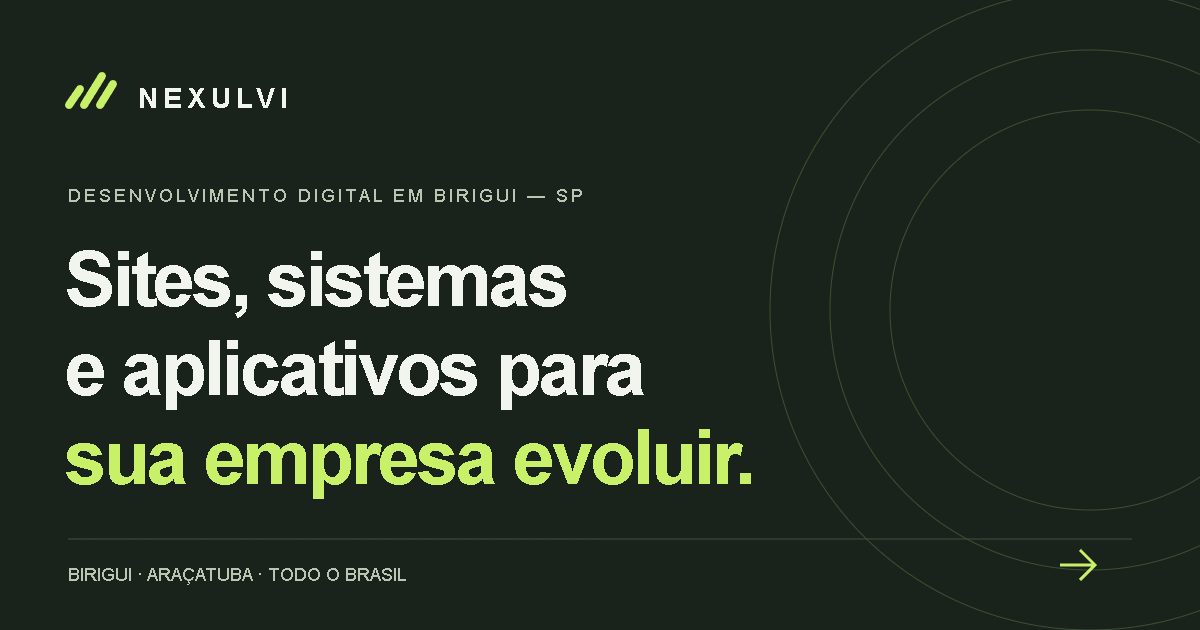 NEXULVI
DESENVOLVIMENTO DIGITAL EM BIRIGUI — SP
Sites, sistemas
e aplicativos para
sua empresa evoluir.
BIRIGUI · ARAÇATUBA · TODO O BRASIL